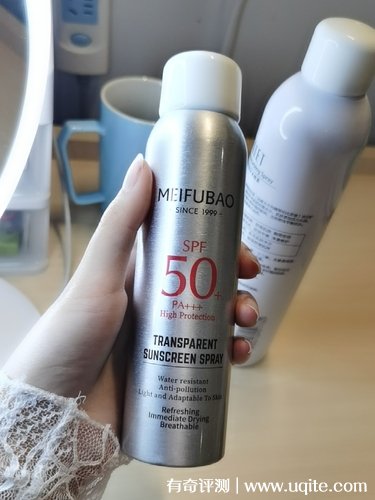 MEIFUBAO
SINCE 1999
SPF
50+
PA+++
High Protection
TRANSPARENT
SUNSCREEN SPRAY
Water resistant
Anti-pollution
Light and Adaptable To Skin
Refreshing
Immediate Drying
Breathable
有奇评测 | www.uqite.com